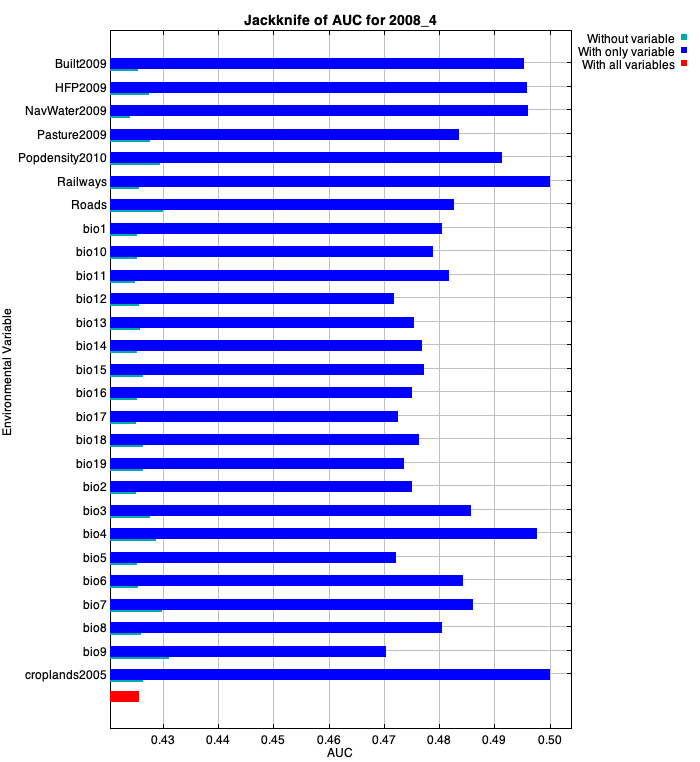 Jackknife of AUC for 2008_4
Without variable
With only variable
With all variables
Environmental Variable
Built2009
HFP2009
NavWater2009
Pasture2009
Popdensity2010
Railways
Roads
bio1
bio10
bio11
bio12
bio13
bio14
bio15
bio16
bio17
bio18
bio19
bio2
bio3
bio4
bio5
bio6
bio7
bio8
bio9
croplands2005
0.43 0.44 0.45 0.46 0.47 0.48 0.49 0.50
AUC